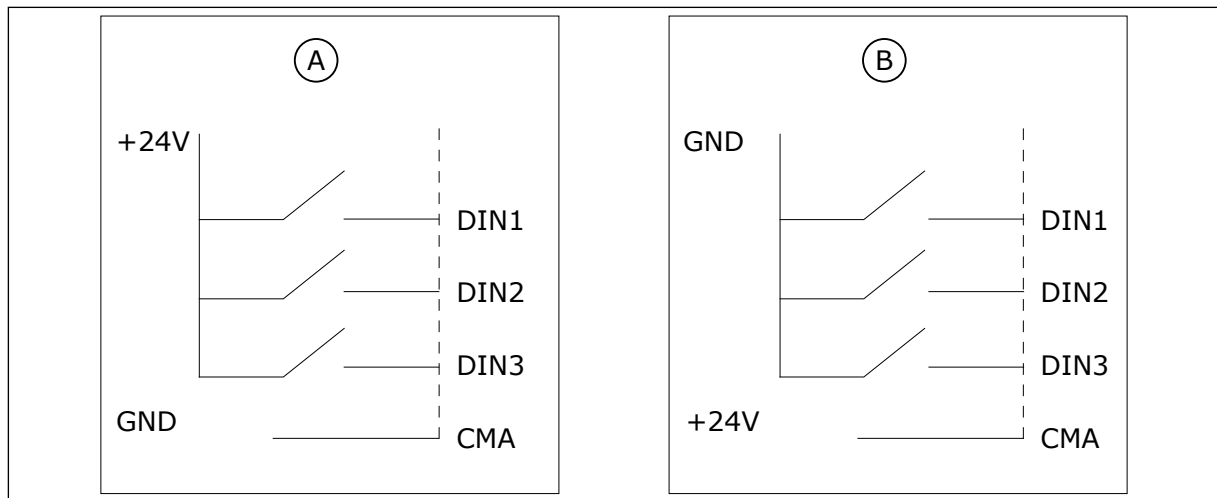 A
+24V
DIN1
DIN2
DIN3
GND
CMA
B
GND
DIN1
DIN2
DIN3
+24V
CMA